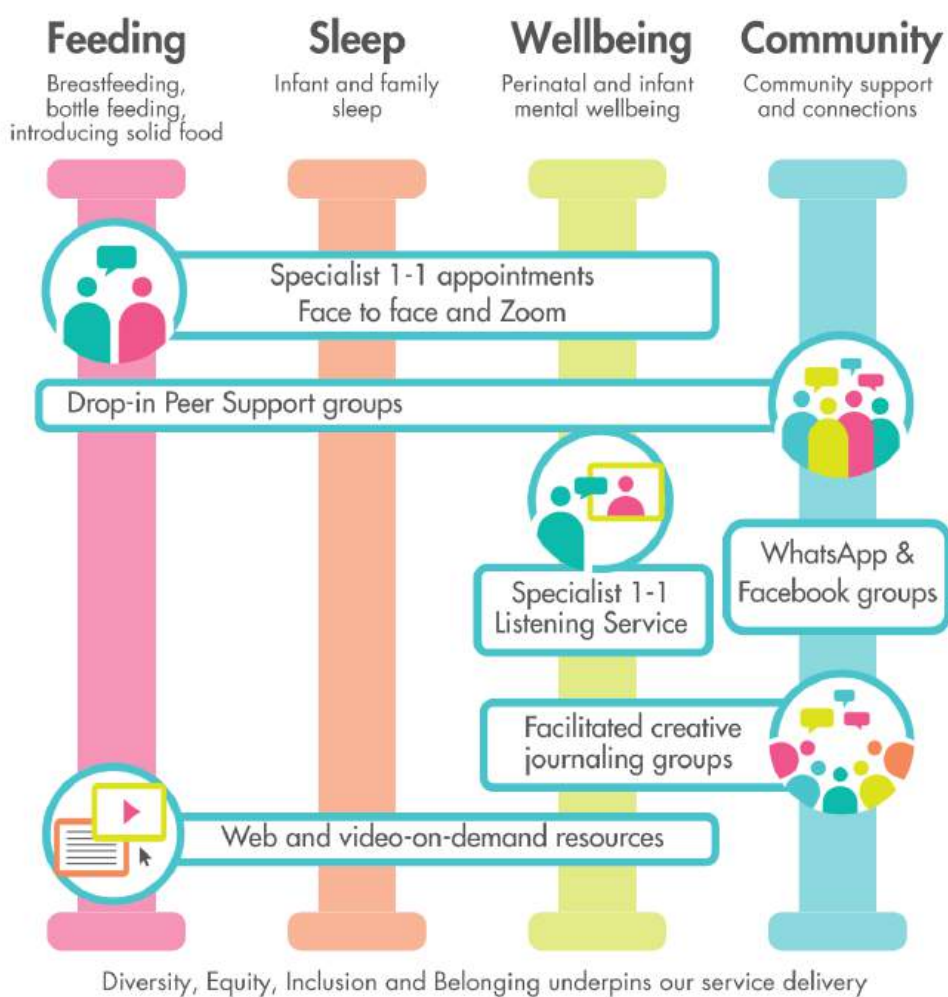 Feeding
Breastfeeding,
bottle feeding,
introducing solid food
Sleep
Infant and family
sleep
Wellbeing
Perinatal and infant
mental wellbeing
Community
Community support
and connections
Specialist 1-1 appointments
Face to face and Zoom
Drop-in Peer Support groups
Specialist 1-1
Listening Service
WhatsApp &
Facebook groups
Facilitated creative
journaling groups
Web and video-on-demand resources
Diversity, Equity, Inclusion and Belonging underpins our service delivery